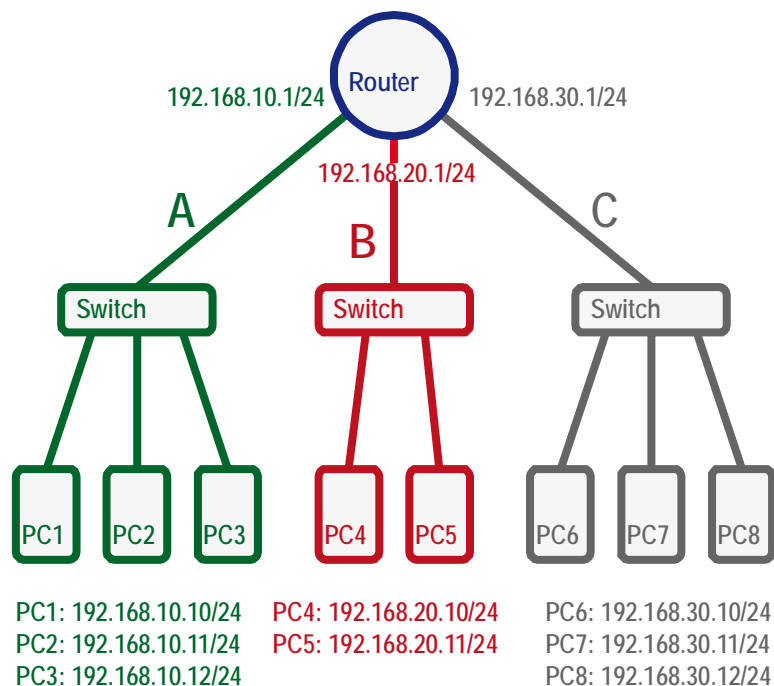 Router
192.168.10.1/24
192.168.30.1/24
192.168.20.1/24
A
B
C
Switch
Switch
Switch
PC1
PC2
PC3
PC4
PC5
PC6
PC7
PC8
PC1: 192.168.10.10/24
PC2: 192.168.10.11/24
PC3: 192.168.10.12/24
PC4: 192.168.20.10/24
PC5: 192.168.20.11/24
PC6: 192.168.30.10/24
PC7: 192.168.30.11/24
PC8: 192.168.30.12/24